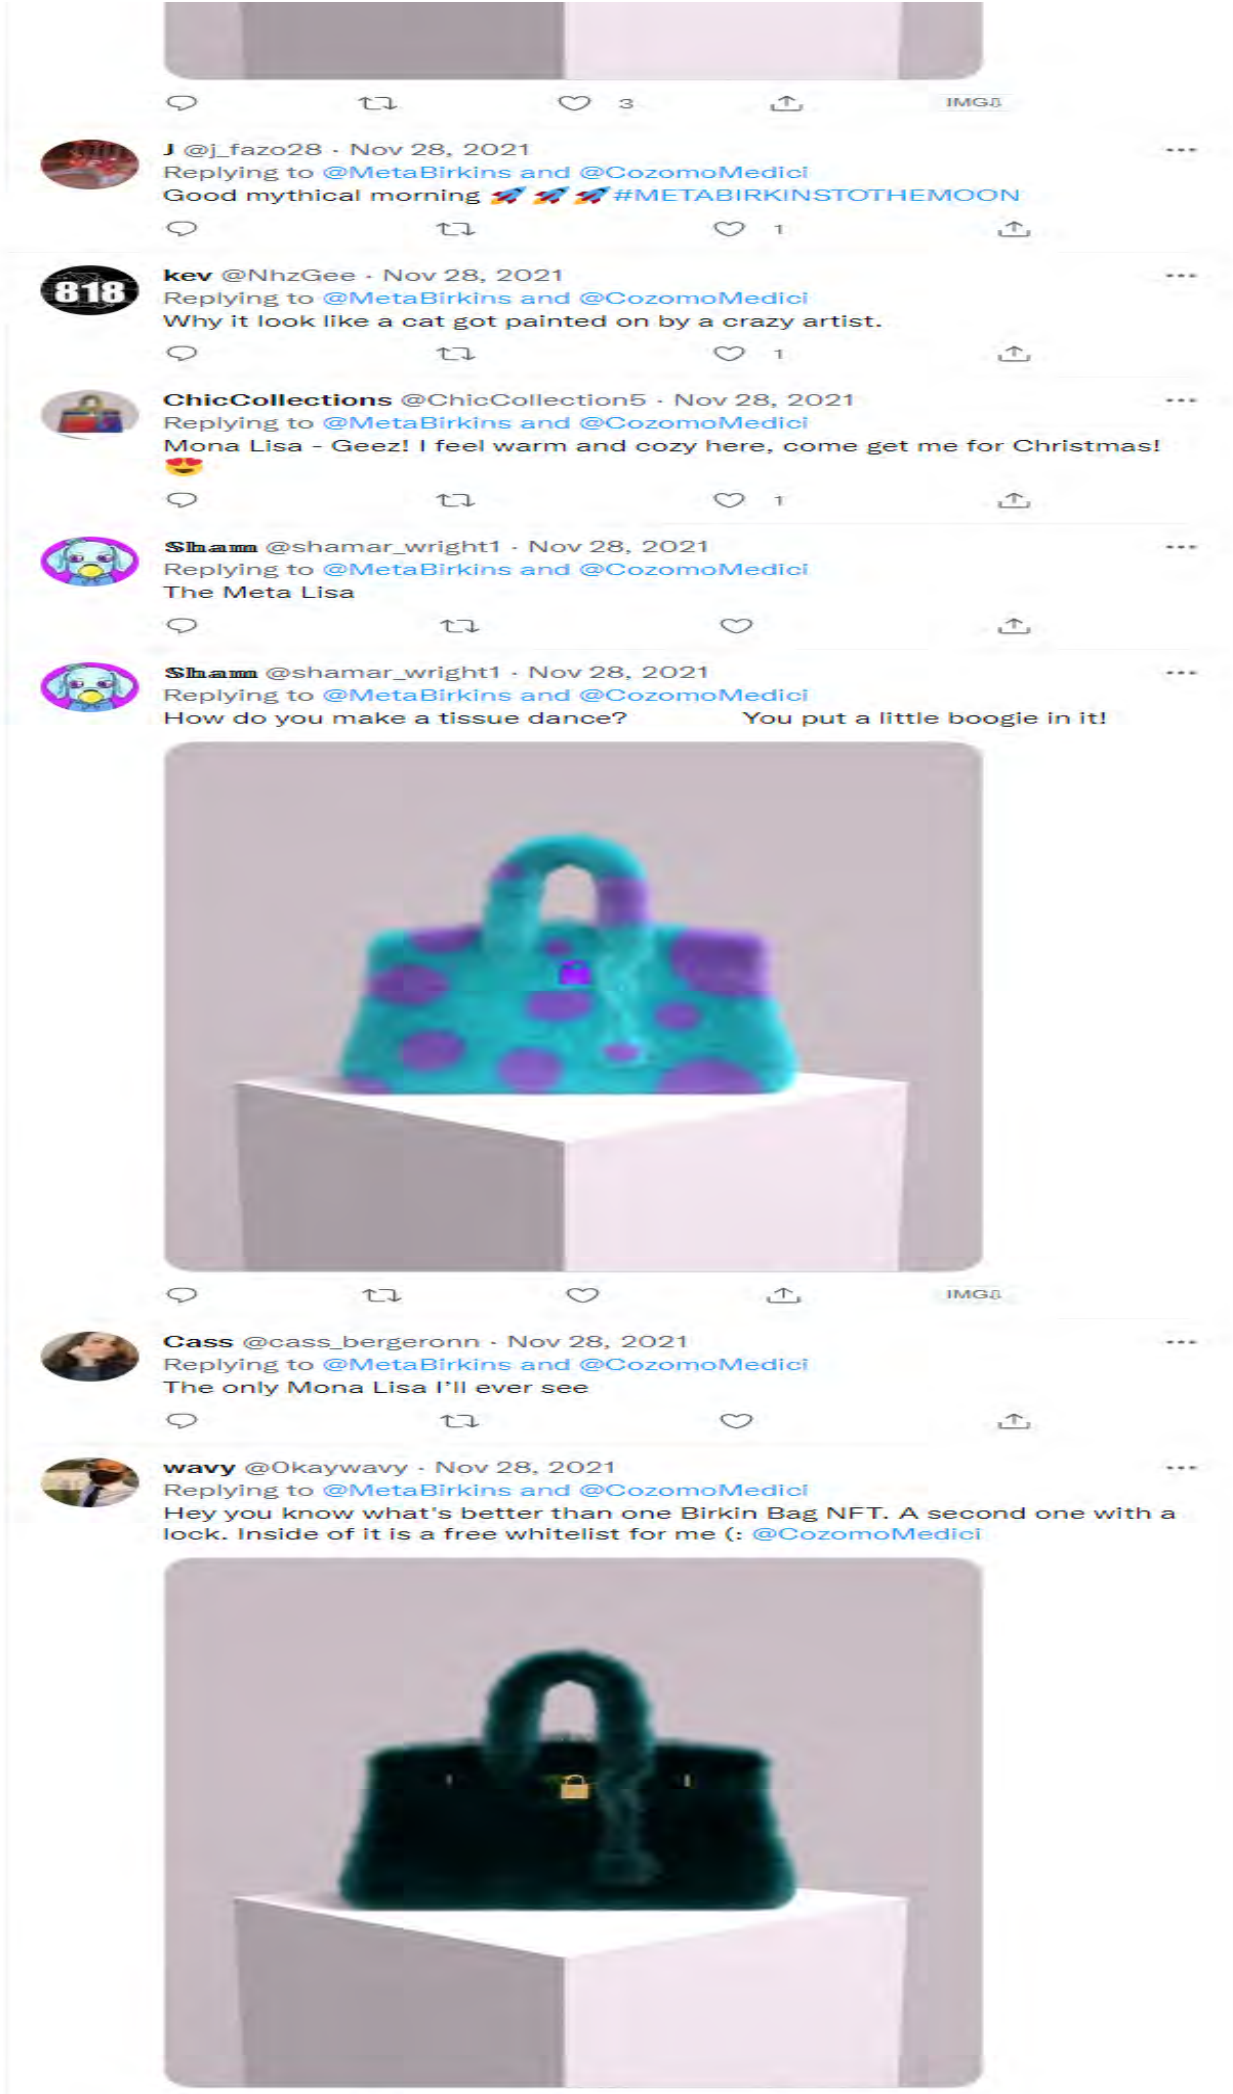 3 IMG⇩
J @j_fazo28 · Nov 28, 2021
Replying to @MetaBirkins and @CozomoMedici
Good mythical morning 🚀 🚀 🚀 #METABIRKINSTOTHEMOON
1
818
kev @NhzGee · Nov 28, 2021
Replying to @MetaBirkins and @CozomoMedici
Why it look like a cat got painted on by a crazy artist.
1
ChicCollections @ChicCollection5 · Nov 28, 2021
Replying to @MetaBirkins and @CozomoMedici
Mona Lisa - Geez! I feel warm and cozy here, come get me for Christmas!
😍
1
𝕊𝕙𝕒𝕞 @shamar_wright1 · Nov 28, 2021
Replying to @MetaBirkins and @CozomoMedici
The Meta Lisa
𝕊𝕙𝕒𝕞 @shamar_wright1 · Nov 28, 2021
Replying to @MetaBirkins and @CozomoMedici
How do you make a tissue dance? You put a little boogie in it!
IMG⇩
Cass @cass_bergeronn · Nov 28, 2021
Replying to @MetaBirkins and @CozomoMedici
The only Mona Lisa I'll ever see
wavy @0kaywavy · Nov 28, 2021
Replying to @MetaBirkins and @CozomoMedici
Hey you know what's better than one Birkin Bag NFT. A second one with a
lock. Inside of it is a free whitelist for me (: @CozomoMedici